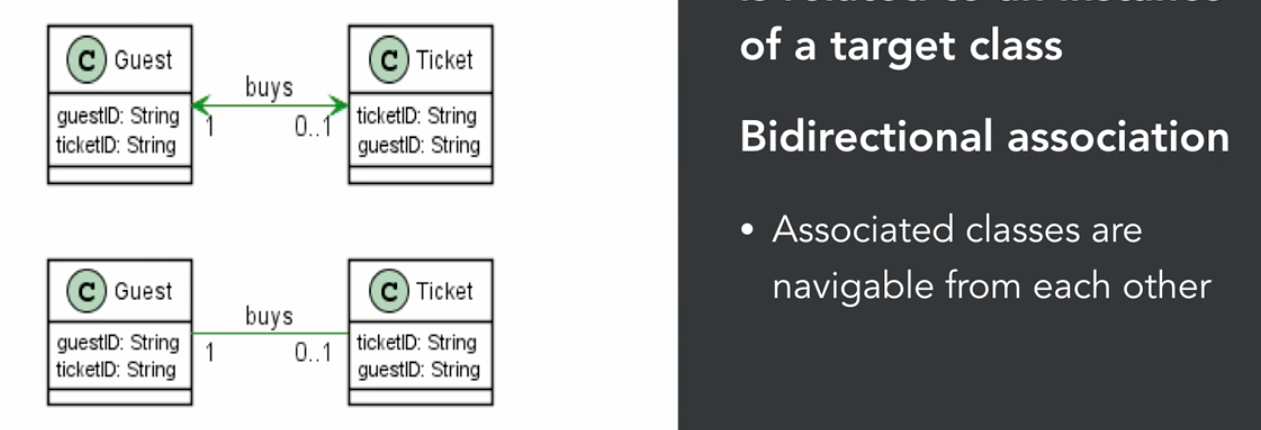 C Guest
guestID: String
ticketID: String
buys
1
0..1
C Ticket
ticketID: String
guestID: String
C Guest
guestID: String
ticketID: String
buys
1
0..1
C Ticket
ticketID: String
guestID: String
of a target class
Bidirectional association
• Associated classes are
navigable from each other